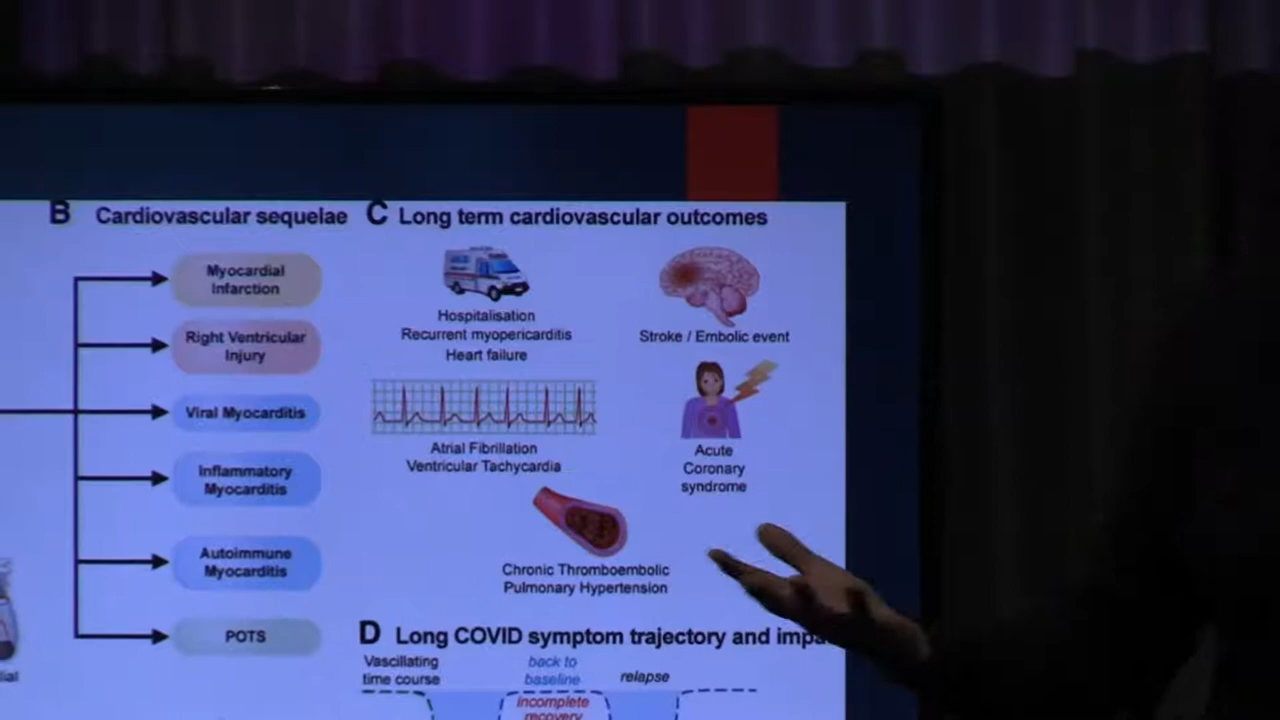 B Cardiovascular sequelae
Myocardial
Infarction
Right Ventricular
Injury
Viral Myocarditis
Inflammatory
Myocarditis
Autoimmune
Myocarditis
POTS
C Long term cardiovascular outcomes
Hospitalisation
Recurrent myopericarditis
Heart failure
Stroke / Embolic event
Atrial Fibrillation
Ventricular Tachycardia
Acute
Coronary
syndrome
Chronic Thromboembolic
Pulmonary Hypertension
D Long COVID symptom trajectory and
Vascillating
time course
back to
baseline
relapse
incomplete
recovery